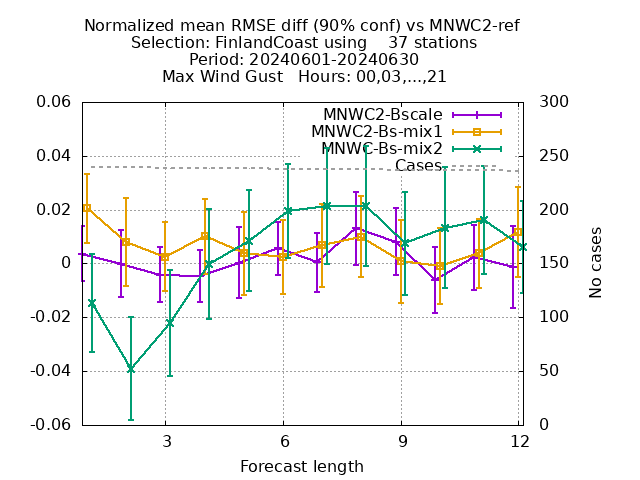 Normalized mean RMSE diff (90% conf) vs MNWC2-ref
Selection: FinlandCoast using    37 stations
Period: 20240601-20240630
Max Wind Gust   Hours: 00,03,...,21
MNWC2-Bscale
MNWC2-Bs-mix1
MNWC-Bs-mix2
Cases
0.06
0.04
0.02
0
-0.02
-0.04
-0.06
300
250
200
150
100
50
0
No cases
3
6
9
12
Forecast length